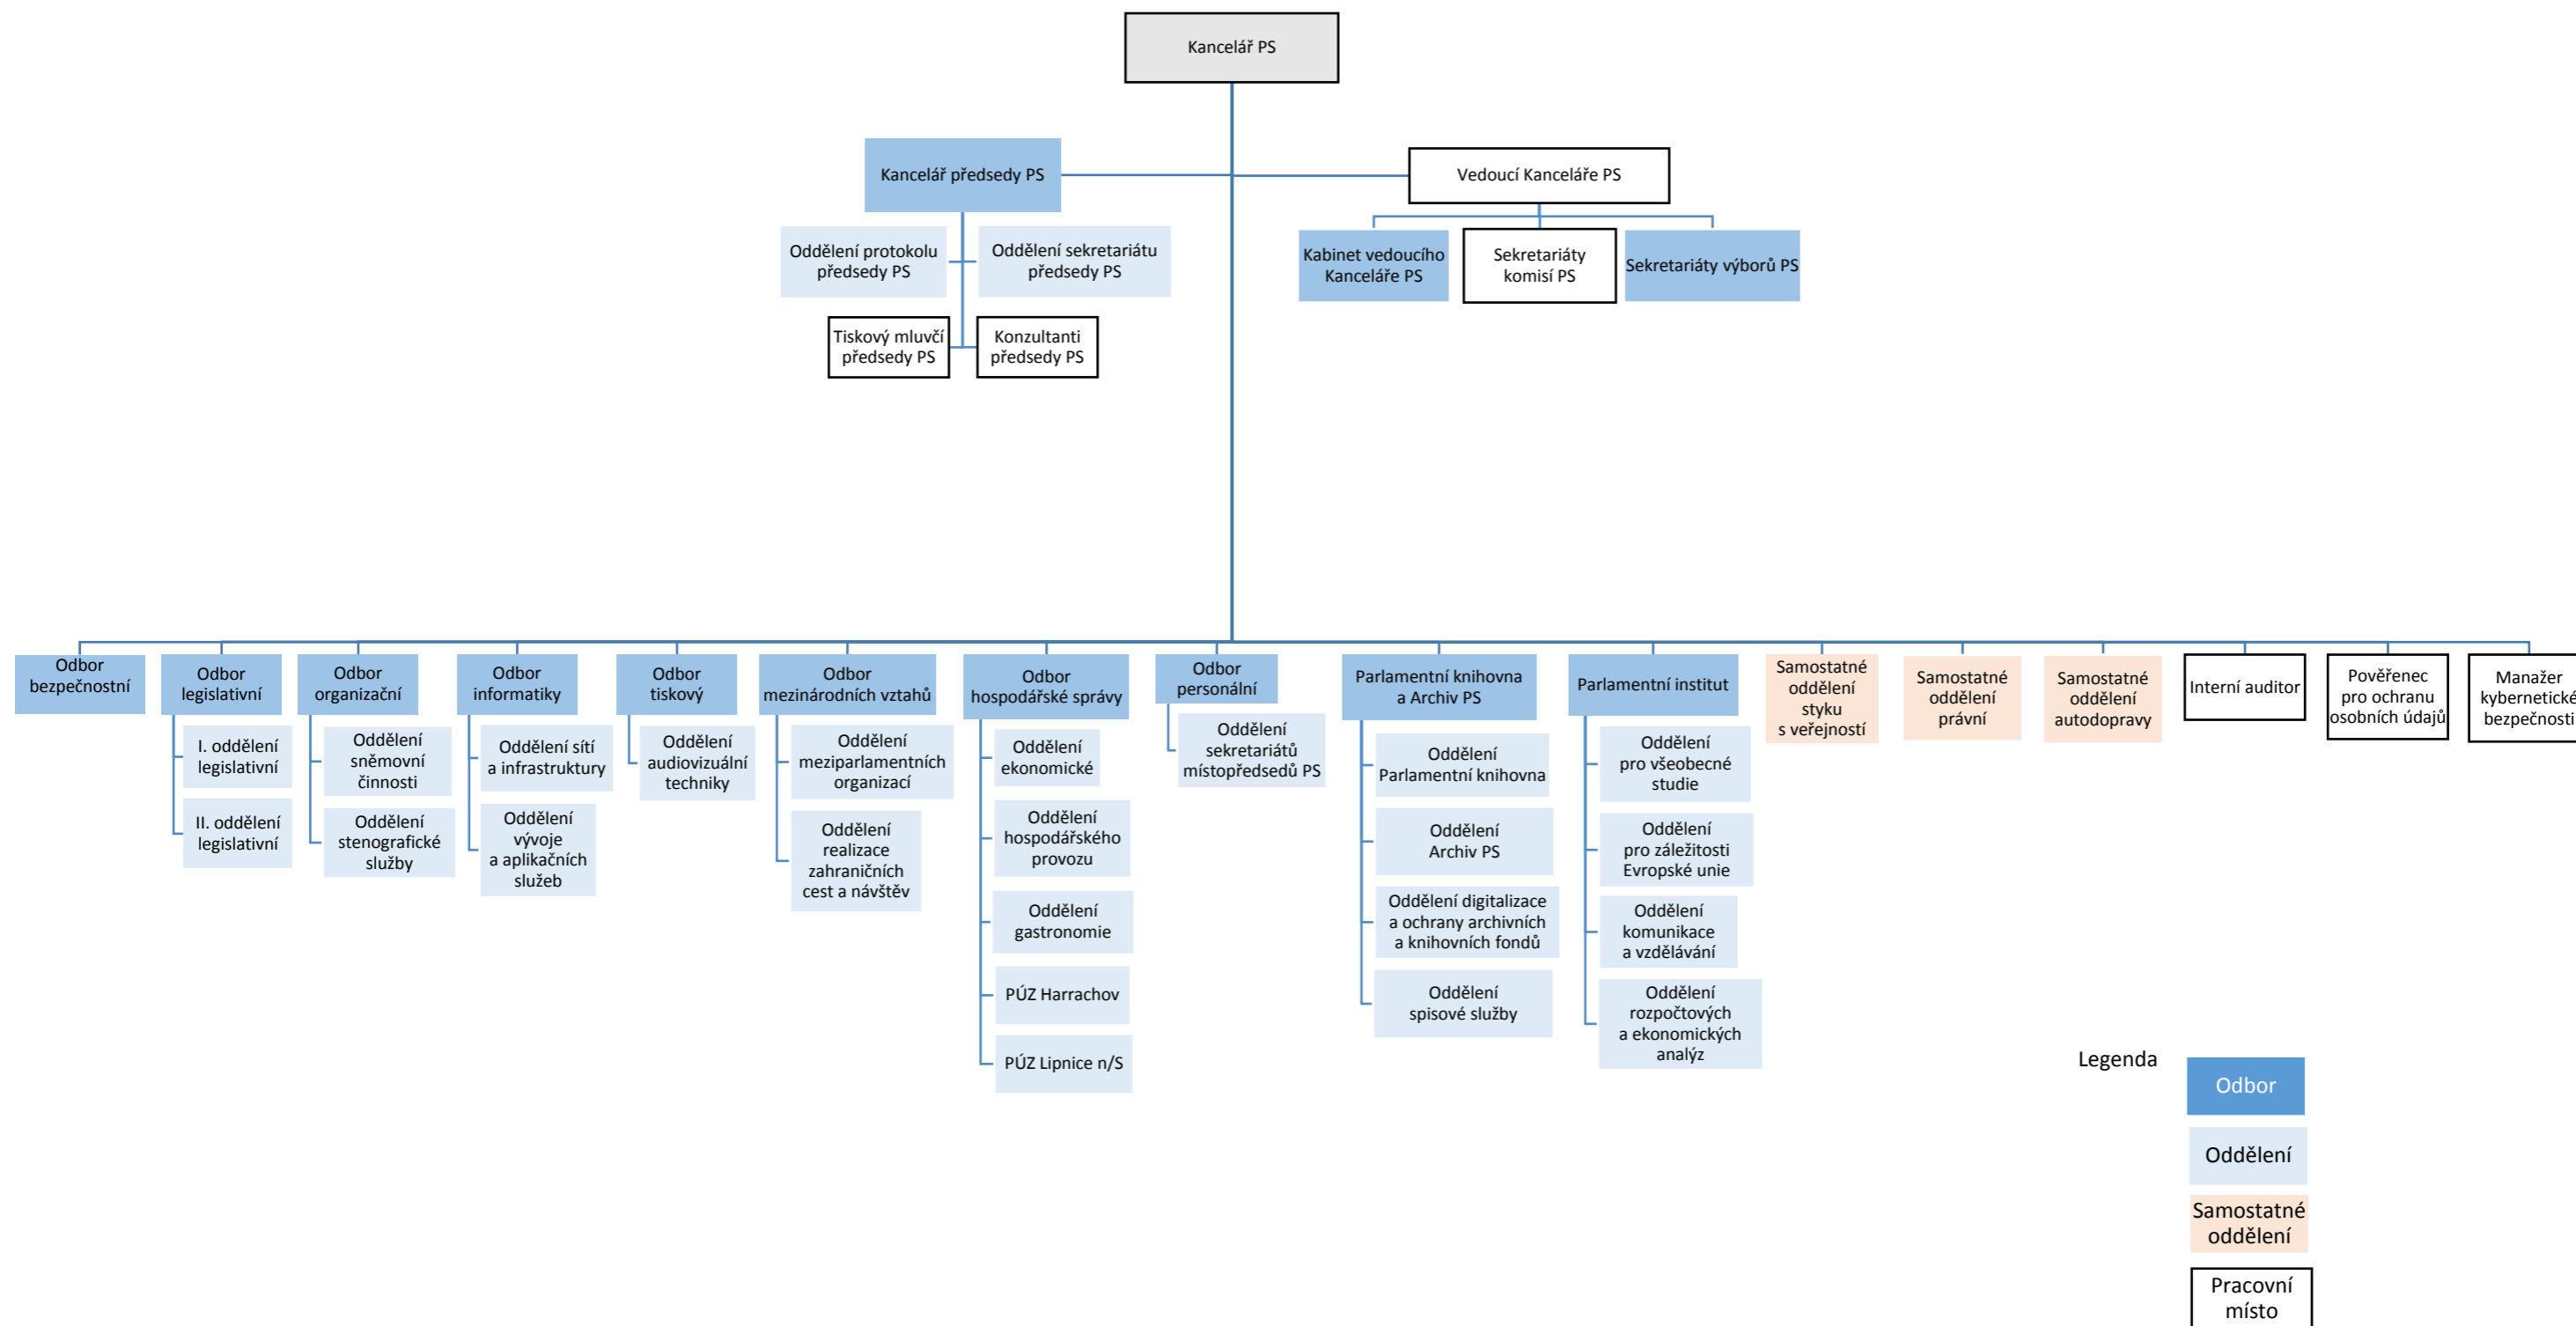 Kancelář PS
Kancelář předsedy PS
Vedoucí Kanceláře PS
Oddělení protokolu
předsedy PS
Oddělení sekretariátu
předsedy PS
Tiskový mluvčí
předsedy PS
Konzultanti
předsedy PS
Kabinet vedoucího
Kanceláře PS
Sekretariáty
komisí PS
Sekretariáty výborů PS
Odbor
bezpečnostní
Odbor
legislativní
I. oddělení
legislativní
II. oddělení
legislativní
Odbor
organizační
Oddělení
sněmovní
činnosti
Oddělení
stenografické
služby
Odbor
informatiky
Oddělení sítí
a infrastruktury
Oddělení
vývoje
a aplikačních
služeb
Odbor
tiskový
Oddělení
audiovizuální
techniky
Odbor
mezinárodních vztahů
Oddělení
meziparlamentních
organizací
Oddělení
realizace
zahraničních
cest a návštěv
Odbor
hospodářské správy
Oddělení
ekonomické
Oddělení
hospodářského
provozu
Oddělení
gastronomie
PÚZ Harrachov
PÚZ Lipnice n/S
Odbor
personální
Oddělení
sekretariátů
místopředsedů PS
Parlamentní knihovna
a Archiv PS
Oddělení
Parlamentní knihovna
Oddělení
Archiv PS
Oddělení digitalizace
a ochrany archivních
a knihovních fondů
Oddělení
spisové služby
Parlamentní institut
Oddělení
pro všeobecné
studie
Oddělení
pro záležitosti
Evropské unie
Oddělení
komunikace
a vzdělávání
Oddělení
rozpočtových
a ekonomických
analýz
Samostatné
oddělení
styku
s veřejností
Samostatné
oddělení
právní
Samostatné
oddělení
autodopravy
Interní auditor
Pověřenec
pro ochranu
osobních údajů
Manažer
kybernetické
bezpečnosti
Legenda
Odbor
Oddělení
Samostatné
oddělení
Pracovní
místo